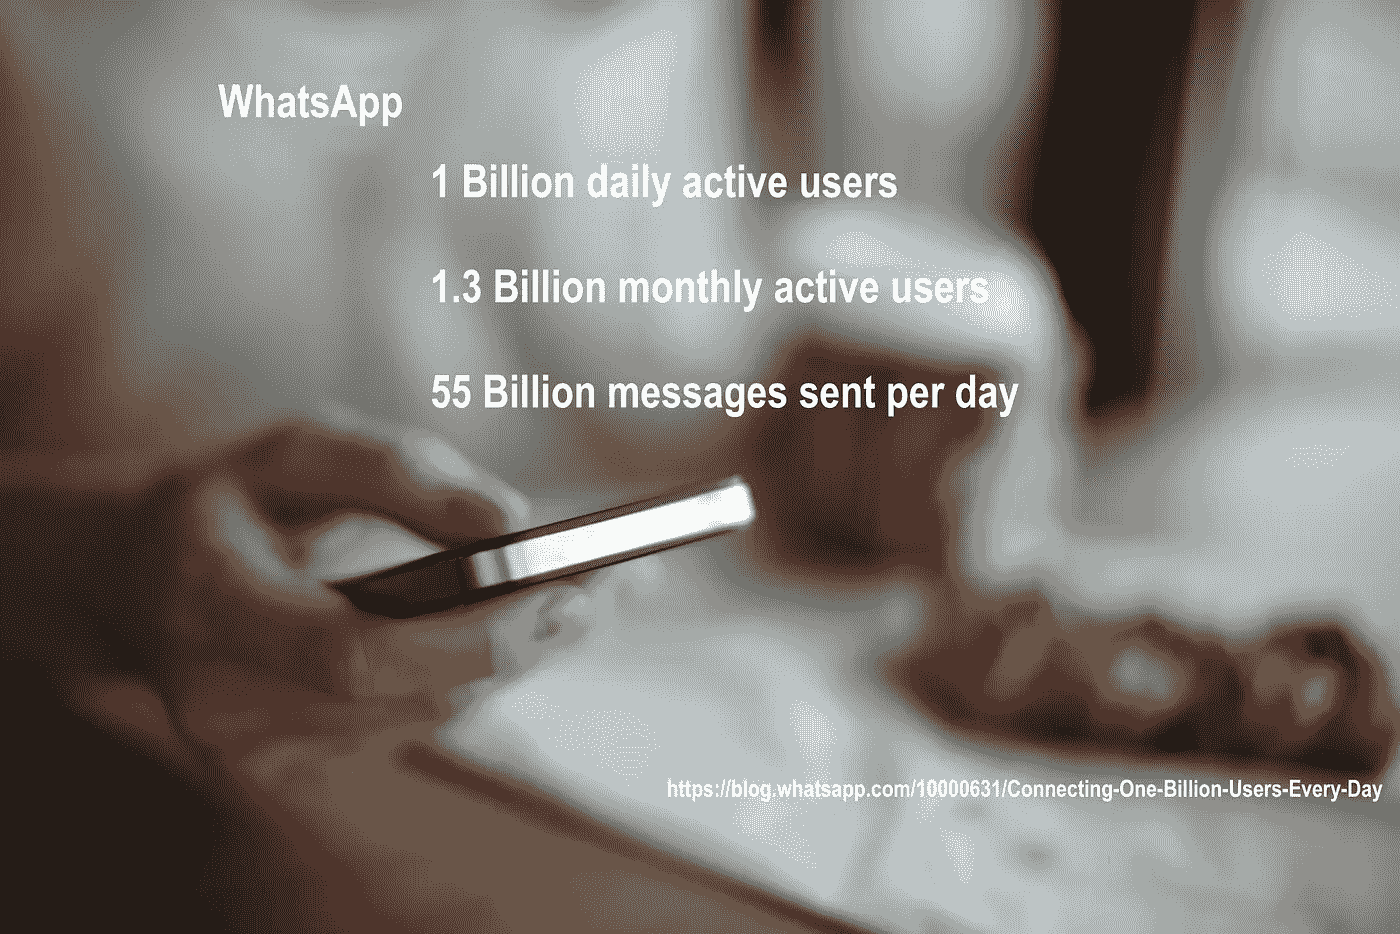 WhatsApp
1 Billion daily active users
1.3 Billion monthly active users
55 Billion messages sent per day
https://blog.whatsapp.com/10000631/Connecting-One-Billion-Users-Every-Day